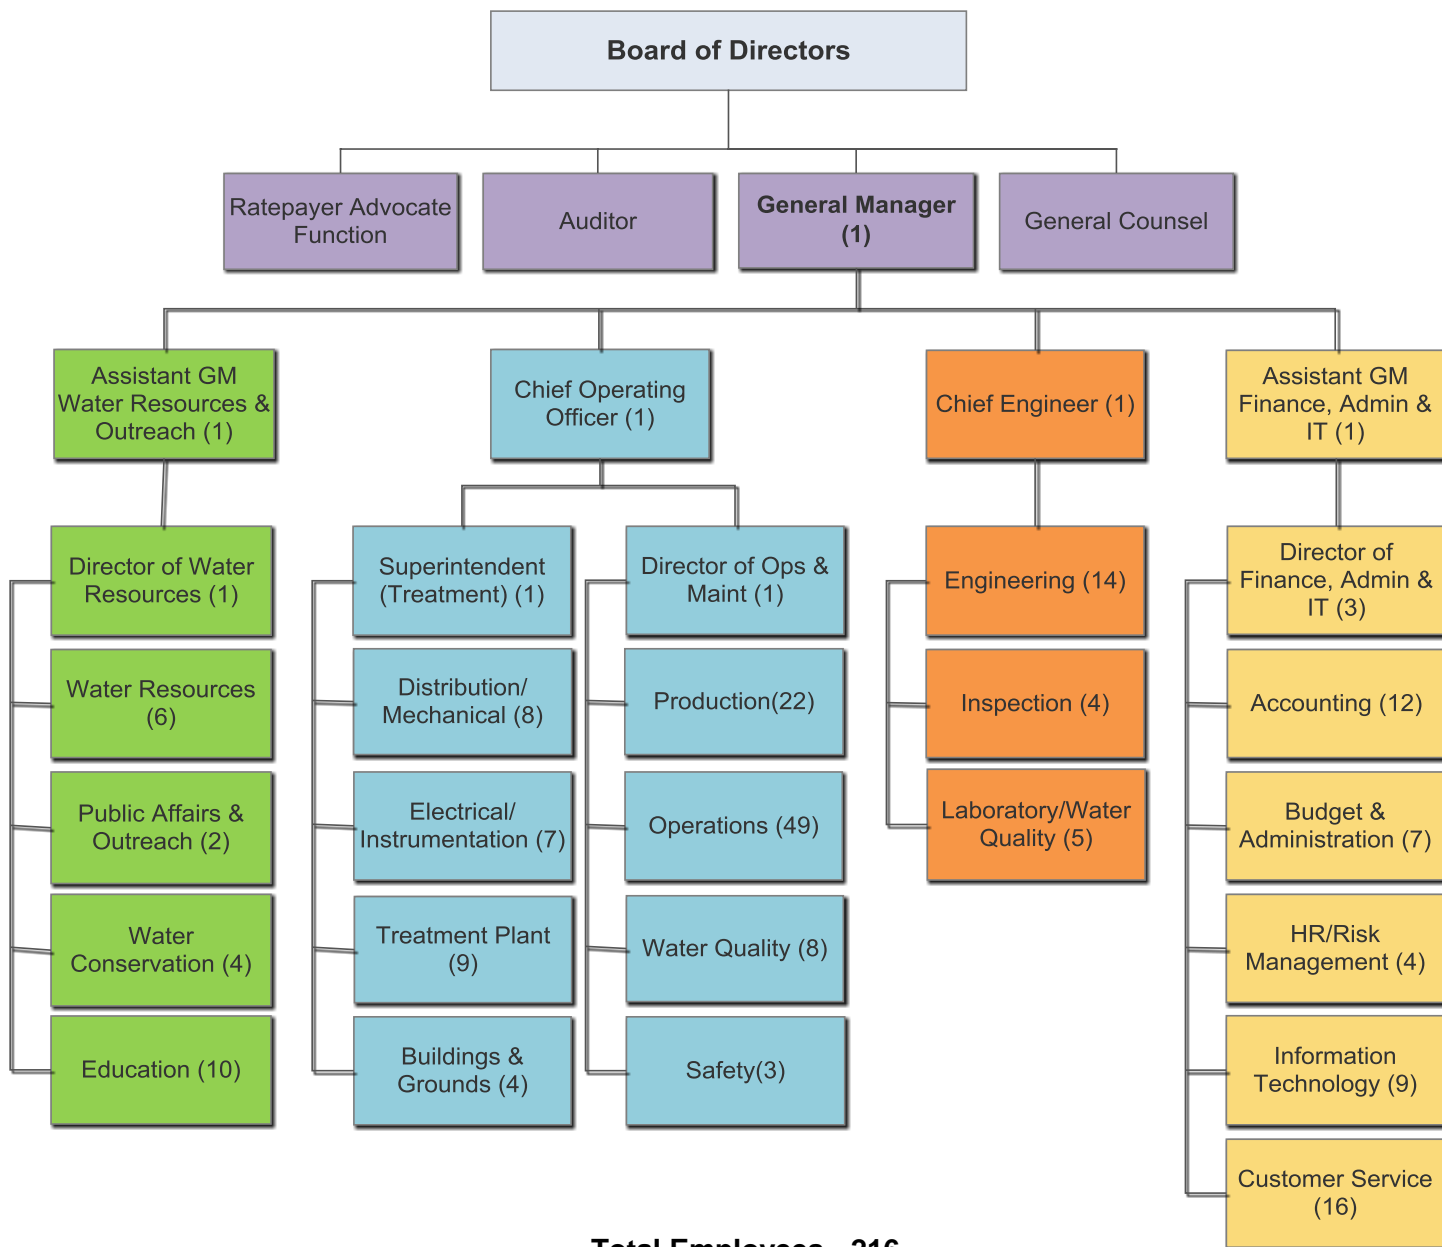 Board of Directors
Ratepayer Advocate
Function
Auditor
General Manager
(1)
General Counsel
Assistant GM
Water Resources &
Outreach (1)
Chief Operating
Officer (1)
Chief Engineer (1)
Assistant GM
Finance, Admin &
IT (1)
Director of Water
Resources (1)
Water Resources
(6)
Public Affairs &
Outreach (2)
Water
Conservation (4)
Education (10)
Superintendent
(Treatment) (1)
Distribution/
Mechanical (8)
Electrical/
Instrumentation (7)
Treatment Plant
(9)
Buildings &
Grounds (4)
Director of Ops &
Maint (1)
Production(22)
Operations (49)
Water Quality (8)
Safety(3)
Engineering (14)
Inspection (4)
Laboratory/Water
Quality (5)
Director of
Finance, Admin &
IT (3)
Accounting (12)
Budget &
Administration (7)
HR/Risk
Management (4)
Information
Technology (9)
Customer Service
(16)
Total Employees - 216